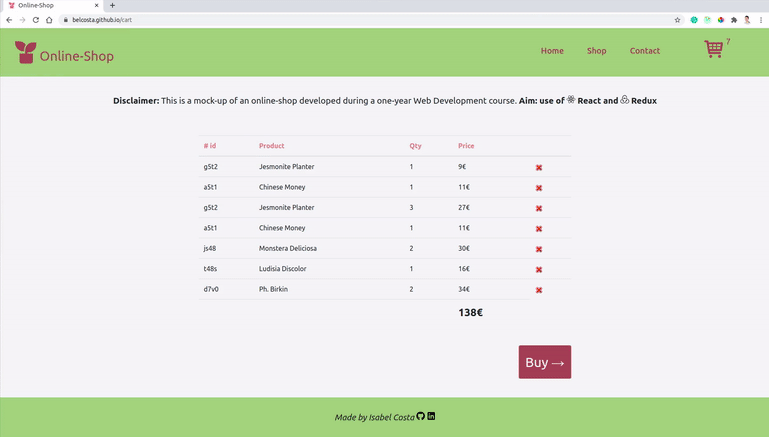 Online-Shop
belcosta.github.io/cart
Online-Shop
Home Shop Contact 7
Disclaimer: This is a mock-up of an online-shop developed during a one-year Web Development course. Aim: use of React and Redux
# id Product Qty Price
g5t2 Jesmonite Planter 1 9€
a5t1 Chinese Money 1 11€
g5t2 Jesmonite Planter 3 27€
a5t1 Chinese Money 1 11€
js48 Monstera Deliciosa 2 30€
t48s Ludisia Discolor 1 16€
d7v0 Ph. Birkin 2 34€
138€
Buy →
Made by Isabel Costa